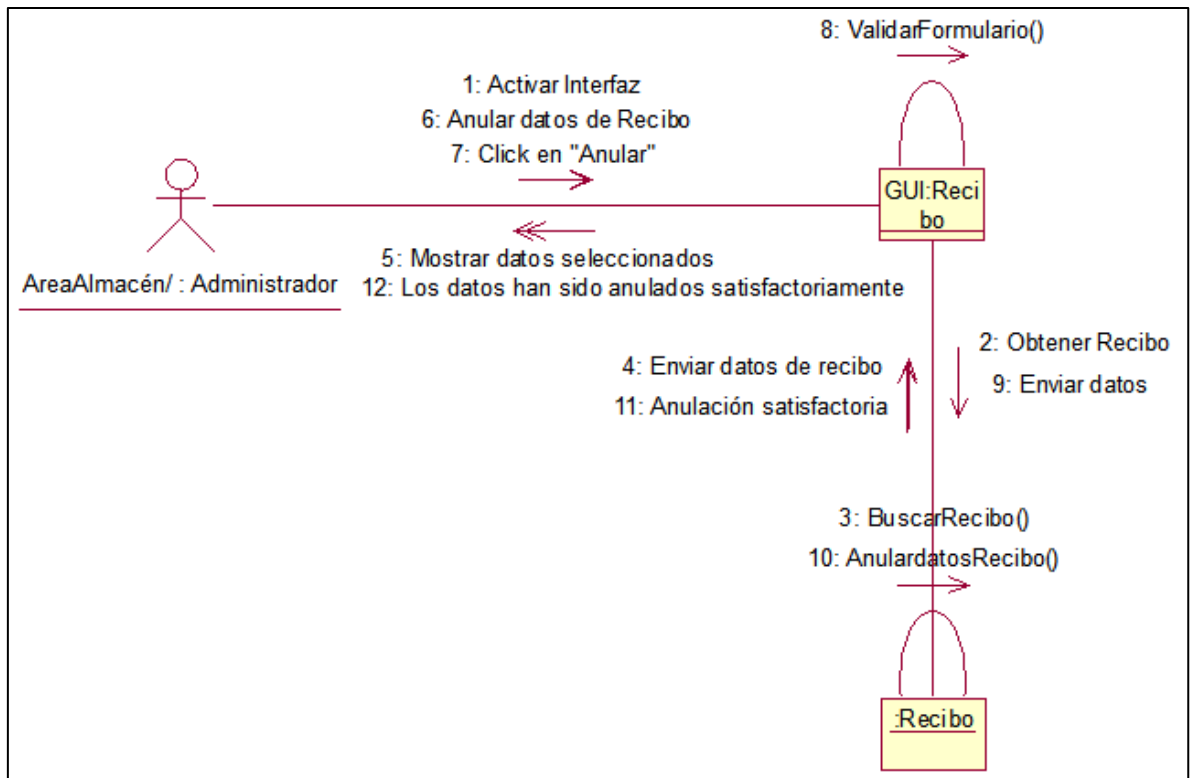 8: ValidarFormulario()
1: Activar Interfaz
6: Anular datos de Recibo
7: Click en "Anular"
GUI:Reci
bo
AreaAlmacén/ : Administrador
5: Mostrar datos seleccionados
12: Los datos han sido anulados satisfactoriamente
2: Obtener Recibo
9: Enviar datos
4: Enviar datos de recibo
11: Anulación satisfactoria
3: BuscarRecibo()
10: AnulardatosRecibo()
:Recibo